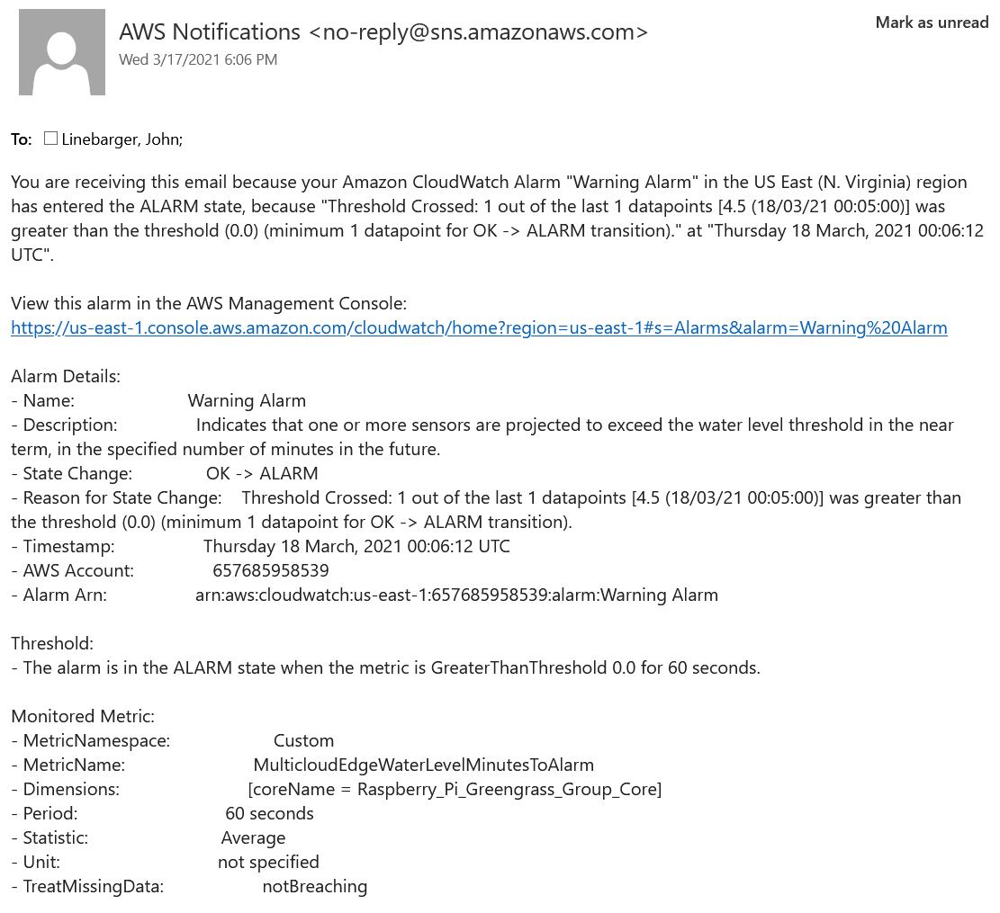 AWS Notifications <no-reply@sns.amazonaws.com>
Mark as unread
Wed 3/17/2021 6:06 PM
To: Linebarger, John;
You are receiving this email because your Amazon CloudWatch Alarm "Warning Alarm" in the US East (N. Virginia) region
has entered the ALARM state, because "Threshold Crossed: 1 out of the last 1 datapoints [4.5 (18/03/21 00:05:00)] was
greater than the threshold (0.0) (minimum 1 datapoint for OK -> ALARM transition)." at "Thursday 18 March, 2021 00:06:12
UTC".
View this alarm in the AWS Management Console:
https://us-east-1.console.aws.amazon.com/cloudwatch/home?region=us-east-1#s=Alarms&alarm=Warning%20Alarm
Alarm Details:
- Name: Warning Alarm
- Description: Indicates that one or more sensors are projected to exceed the water level threshold in the near
term, in the specified number of minutes in the future.
- State Change: OK -> ALARM
- Reason for State Change: Threshold Crossed: 1 out of the last 1 datapoints [4.5 (18/03/21 00:05:00)] was greater than
the threshold (0.0) (minimum 1 datapoint for OK -> ALARM transition).
- Timestamp: Thursday 18 March, 2021 00:06:12 UTC
- AWS Account: 657685958539
- Alarm Arn: arn:aws:cloudwatch:us-east-1:657685958539:alarm:Warning Alarm
Threshold:
- The alarm is in the ALARM state when the metric is GreaterThanThreshold 0.0 for 60 seconds.
Monitored Metric:
- MetricNamespace: Custom
- MetricName: MulticloudEdgeWaterLevelMinutesToAlarm
- Dimensions: [coreName = Raspberry_Pi_Greengrass_Group_Core]
- Period: 60 seconds
- Statistic: Average
- Unit: not specified
- TreatMissingData: notBreaching